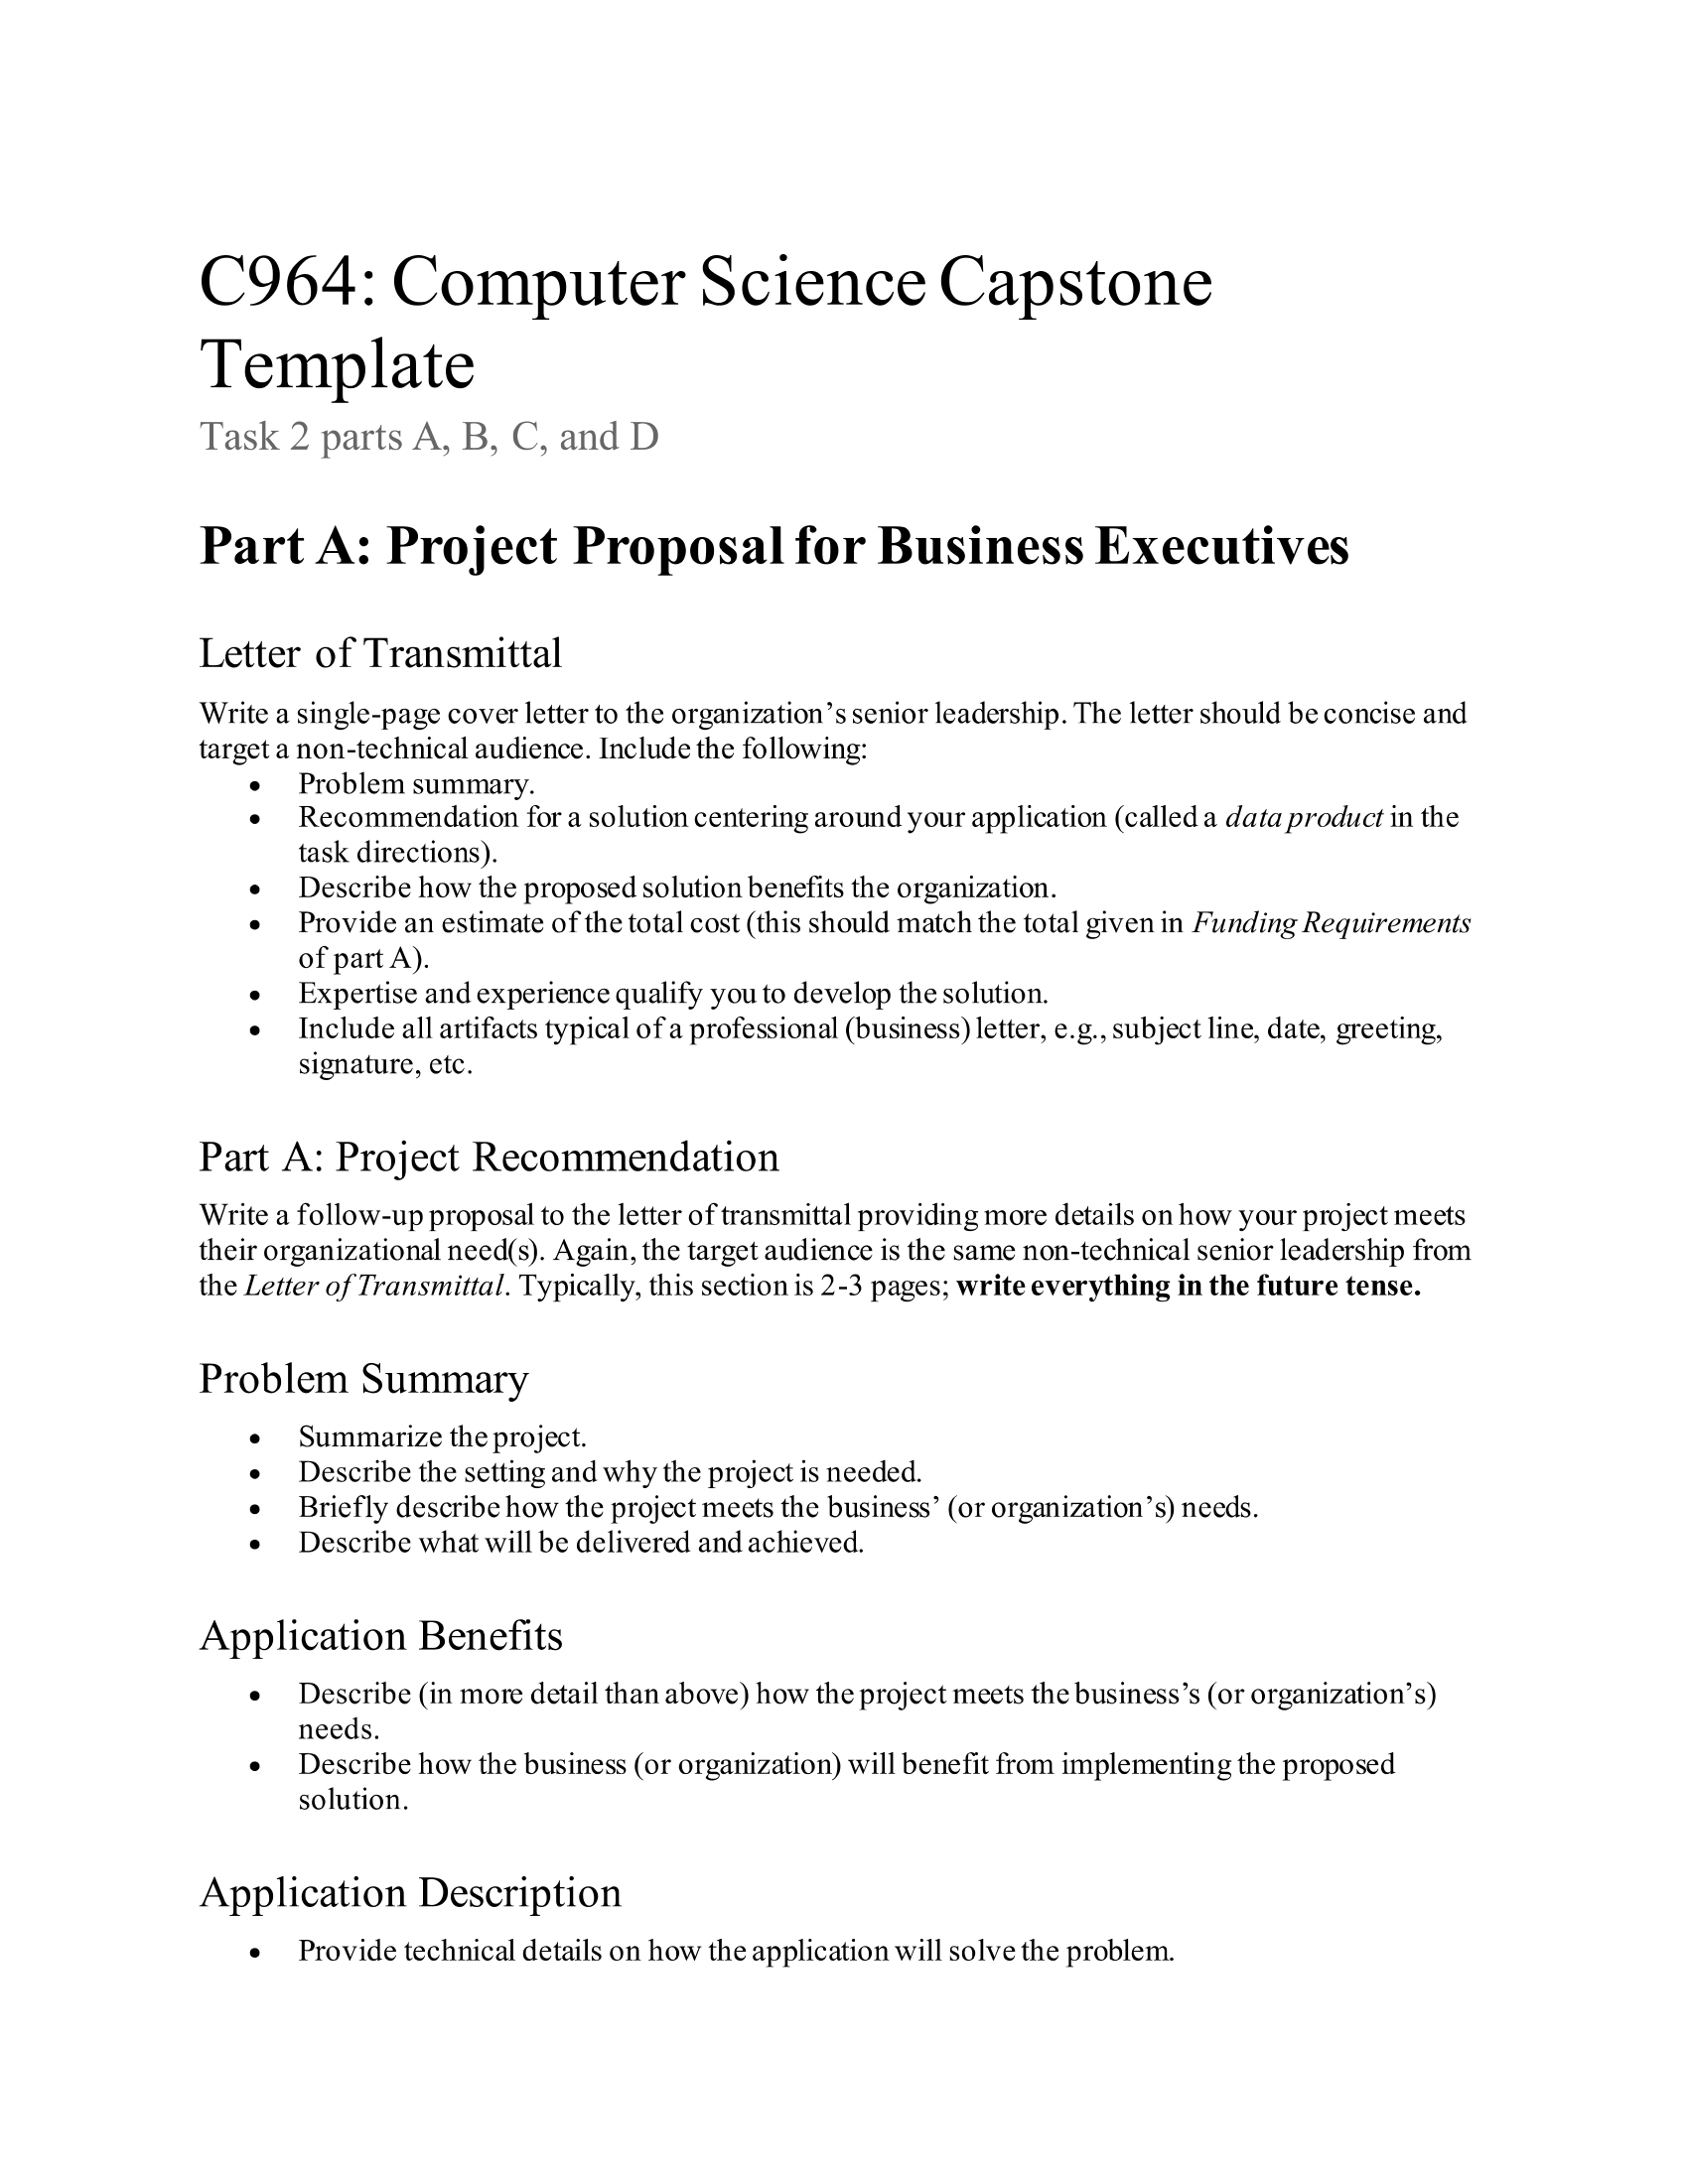 C964: Computer Science Capstone
Template
Task 2 parts A, B, C, and D
Part A: Project Proposal for Business Executives
Letter of Transmittal
Write a single-page cover letter to the organization’s senior leadership. The letter should be concise and
target a non-technical audience. Include the following:
• Problem summary.
• Recommendation for a solution centering around your application (called a data product in the
task directions).
• Describe how the proposed solution benefits the organization.
• Provide an estimate of the total cost (this should match the total given in Funding Requirements
of part A).
• Expertise and experience qualify you to develop the solution.
• Include all artifacts typical of a professional (business) letter, e.g., subject line, date, greeting,
signature, etc.
Part A: Project Recommendation
Write a follow-up proposal to the letter of transmittal providing more details on how your project meets
their organizational need(s). Again, the target audience is the same non-technical senior leadership from
the Letter of Transmittal. Typically, this section is 2-3 pages; write everything in the future tense.
Problem Summary
• Summarize the project.
• Describe the setting and why the project is needed.
• Briefly describe how the project meets the business’ (or organization’s) needs.
• Describe what will be delivered and achieved.
Application Benefits
• Describe (in more detail than above) how the project meets the business’s (or organization’s)
needs.
• Describe how the business (or organization) will benefit from implementing the proposed
solution.
Application Description
• Provide technical details on how the application will solve the problem.